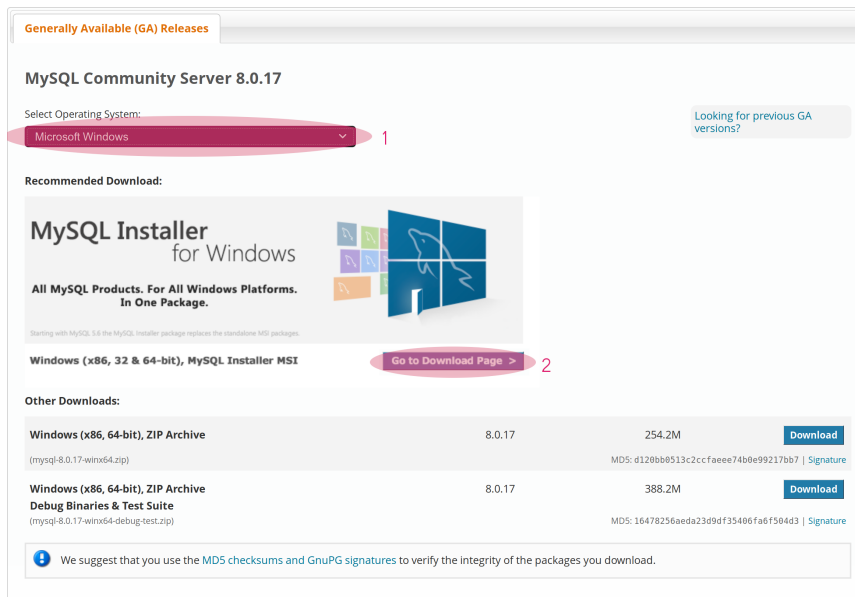 Generally Available (GA) Releases
MySQL Community Server 8.0.17
Select Operating System:
Microsoft Windows
1
Looking for previous GA
versions?
Recommended Download:
MySQL Installer
for Windows
All MySQL Products. For All Windows Platforms.
In One Package.
Starting with MySQL 5.6 the MySQL Installer package replaces the standalone MSI packages.
Windows (x86, 32 & 64-bit), MySQL Installer MSI
Go to Download Page >
2
Other Downloads:
Windows (x86, 64-bit), ZIP Archive 8.0.17 254.2M Download
(mysql-8.0.17-winx64.zip) MD5: d120bb0513c2ccfaeee74b0e99217bb7 | Signature
Windows (x86, 64-bit), ZIP Archive 8.0.17 388.2M Download
Debug Binaries & Test Suite
(mysql-8.0.17-winx64-debug-test.zip) MD5: 16478256aeda23d9df35406fa6f504d3 | Signature
We suggest that you use the MD5 checksums and GnuPG signatures to verify the integrity of the packages you download.